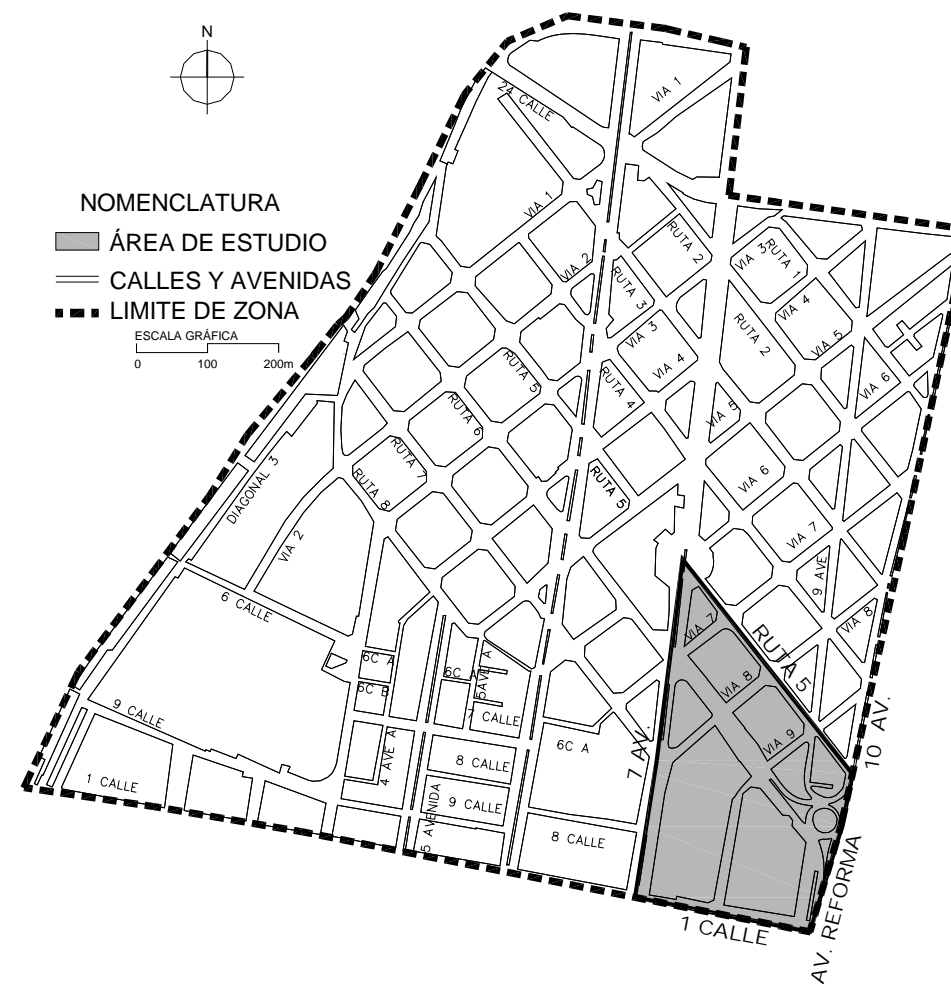 N
NOMENCLATURA
ÁREA DE ESTUDIO
CALLES Y AVENIDAS
LIMITE DE ZONA
ESCALA GRÁFICA
0 100 200m
VIA 1
24 CALLE
VIA 1
RUTA 2
VIA 3
RUTA 1
VIA 2
RUTA 3
VIA 4
VIA 3
RUTA 2
VIA 5
RUTA 5
VIA 4
RUTA 4
VIA 6
RUTA 6
VIA 5
RUTA 7
VIA 6
RUTA 8
RUTA 5
DIAGONAL 3
VIA 7
VIA 2
9 AVE
6 CALLE
VIA 8
VIA 7
RUTA 5
6C A
6C A
5AVE A
VIA 8
6C B
9 CALLE
7 CALLE
7 AV.
VIA 9
10 AV.
6C A
4 AVE A
8 CALLE
1 CALLE
9 CALLE
5 AVENIDA
8 CALLE
1 CALLE
AV. REFORMA